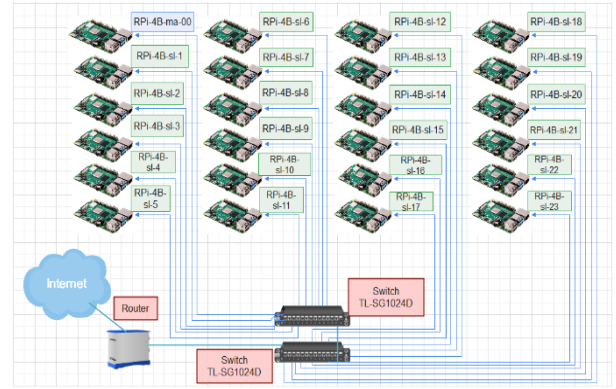 RPi-4B-ma-00
RPi-4B-sl-6
RPi-4B-sl-12
RPi-4B-sl-18
RPi-4B-sl-1
RPi-4B-sl-7
RPi-4B-sl-13
RPi-4B-sl-19
RPi-4B-sl-2
RPi-4B-sl-8
RPi-4B-sl-14
RPi-4B-sl-20
RPi-4B-sl-3
RPi-4B-sl-9
RPi-4B-sl-15
RPi-4B-sl-21
RPi-4B-
sl-4
RPi-4B-
sl-10
RPi-4B-
sl-16
RPi-4B-
sl-22
RPi-4B-
sl-5
RPi-4B-
sl-11
RPi-4B-
sl-17
RPi-4B-
sl-23
Internet
Router
Switch
TL-SG1024D
Switch
TL-SG1024D